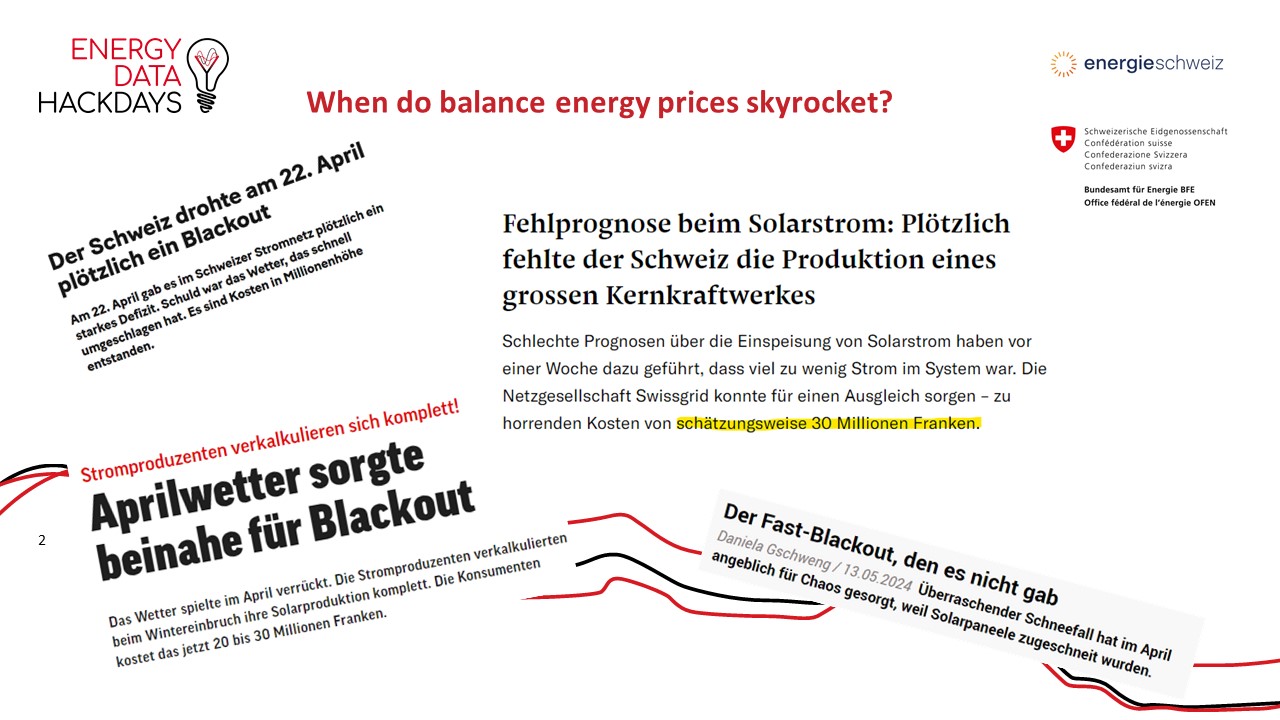 ENERGY
DATA
HACKDAYS
When do balance energy prices skyrocket?
energieschweiz
Schweizerische Eidgenossenschaft
Confédération suisse
Confederazione Svizzera
Confederaziun svizra
Bundesamt für Energie BFE
Office fédéral de l'énergie OFEN
Der Schweiz drohte am 22. April
plötzlich ein Blackout
Am 22. April gab es im Schweizer Stromnetz plötzlich ein
starkes Defizit. Schuld war das Wetter, das schnell
umgeschlagen hat. Es sind Kosten in Millionenhöhe
entstanden.
Fehlprognose beim Solarstrom: Plötzlich
fehlte der Schweiz die Produktion eines
grossen Kernkraftwerkes
Schlechte Prognosen über die Einspeisung von Solarstrom haben vor
einer Woche dazu geführt, dass viel zu wenig Strom im System war. Die
Netzgesellschaft Swissgrid konnte für einen Ausgleich sorgen – zu
horrenden Kosten von schätzungsweise 30 Millionen Franken.
Stromproduzenten verkalkulieren sich komplett!
Aprilwetter sorgte
beinahe für Blackout
Das Wetter spielte im April verrückt. Die Stromproduzenten verkalkulierten
beim Wintereinbruch ihre Solarproduktion komplett. Die Konsumenten
kostet das jetzt 20 bis 30 Millionen Franken.
Der Fast-Blackout, den es nicht gab
Daniela Gschweng / 13.05.2024 Überraschender Schneefall hat im April
angeblich für Chaos gesorgt, weil Solarpaneele zugeschneit wurden.
2